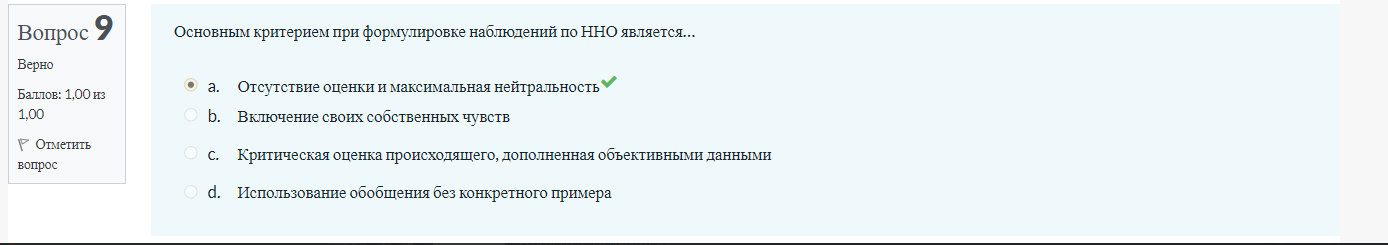 Вопрос 9
Верно
Баллов: 1,00 из
1,00
Отметить
вопрос
Основным критерием при формулировке наблюдений по ННО является...
a. Отсутствие оценки и максимальная нейтральность
b. Включение своих собственных чувств
c. Критическая оценка происходящего, дополненная объективными данными
d. Использование обобщения без конкретного примера